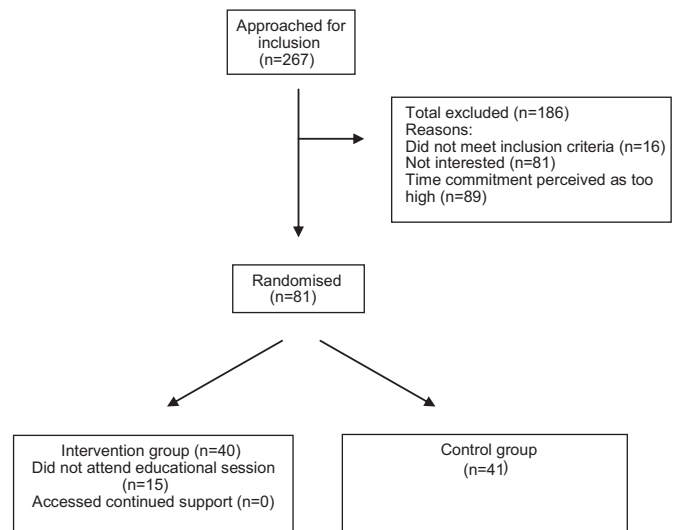 Approached for
inclusion
(n=267)
Total excluded (n=186)
Reasons:
Did not meet inclusion criteria (n=16)
Not interested (n=81)
Time commitment perceived as too
high (n=89)
Randomised
(n=81)
Intervention group (n=40)
Did not attend educational session
(n=15)
Accessed continued support (n=0)
Control group
(n=41)